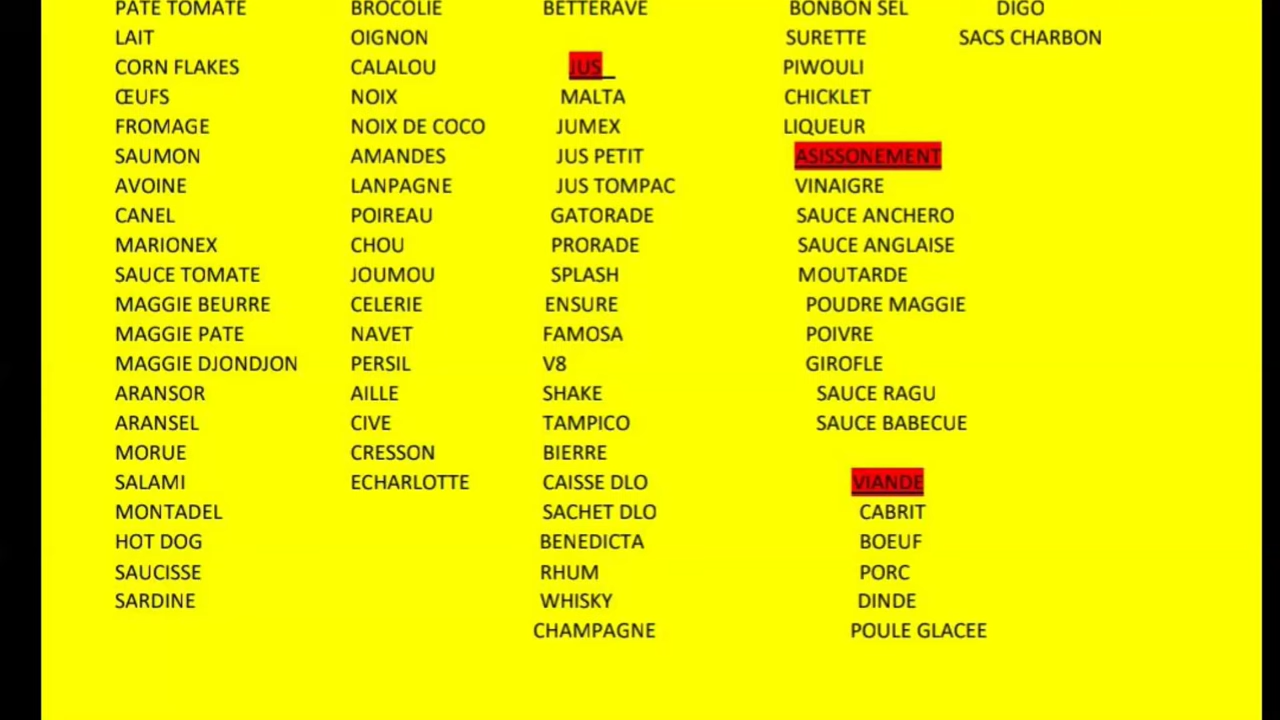 PATE TOMATE BROCOLIE BETTERAVE BONBON SEL DIGO
LAIT OIGNON SURETTE SACS CHARBON
CORN FLAKES CALALOU JUS PIWOULI
ŒUFS NOIX MALTA CHICKLET
FROMAGE NOIX DE COCO JUMEX LIQUEUR
SAUMON AMANDES JUS PETIT ASISSONEMENT
AVOINE LANPAGNE JUS TOMPAC VINAIGRE
CANEL POIREAU GATORADE SAUCE ANCHERO
MARIONEX CHOU PRORADE SAUCE ANGLAISE
SAUCE TOMATE JOUMOU SPLASH MOUTARDE
MAGGIE BEURRE CELERIE ENSURE POUDRE MAGGIE
MAGGIE PATE NAVET FAMOSA POIVRE
MAGGIE DJONDJON PERSIL V8 GIROFLE
ARANSOR AILLE SHAKE SAUCE RAGU
ARANSEL CIVE TAMPICO SAUCE BABECUE
MORUE CRESSON BIERRE
SALAMI ECHARLOTTE CAISSE DLO VIANDE
MONTADEL SACHET DLO CABRIT
HOT DOG BENEDICTA BOEUF
SAUCISSE RHUM PORC
SARDINE WHISKY DINDE
CHAMPAGNE POULE GLACEE